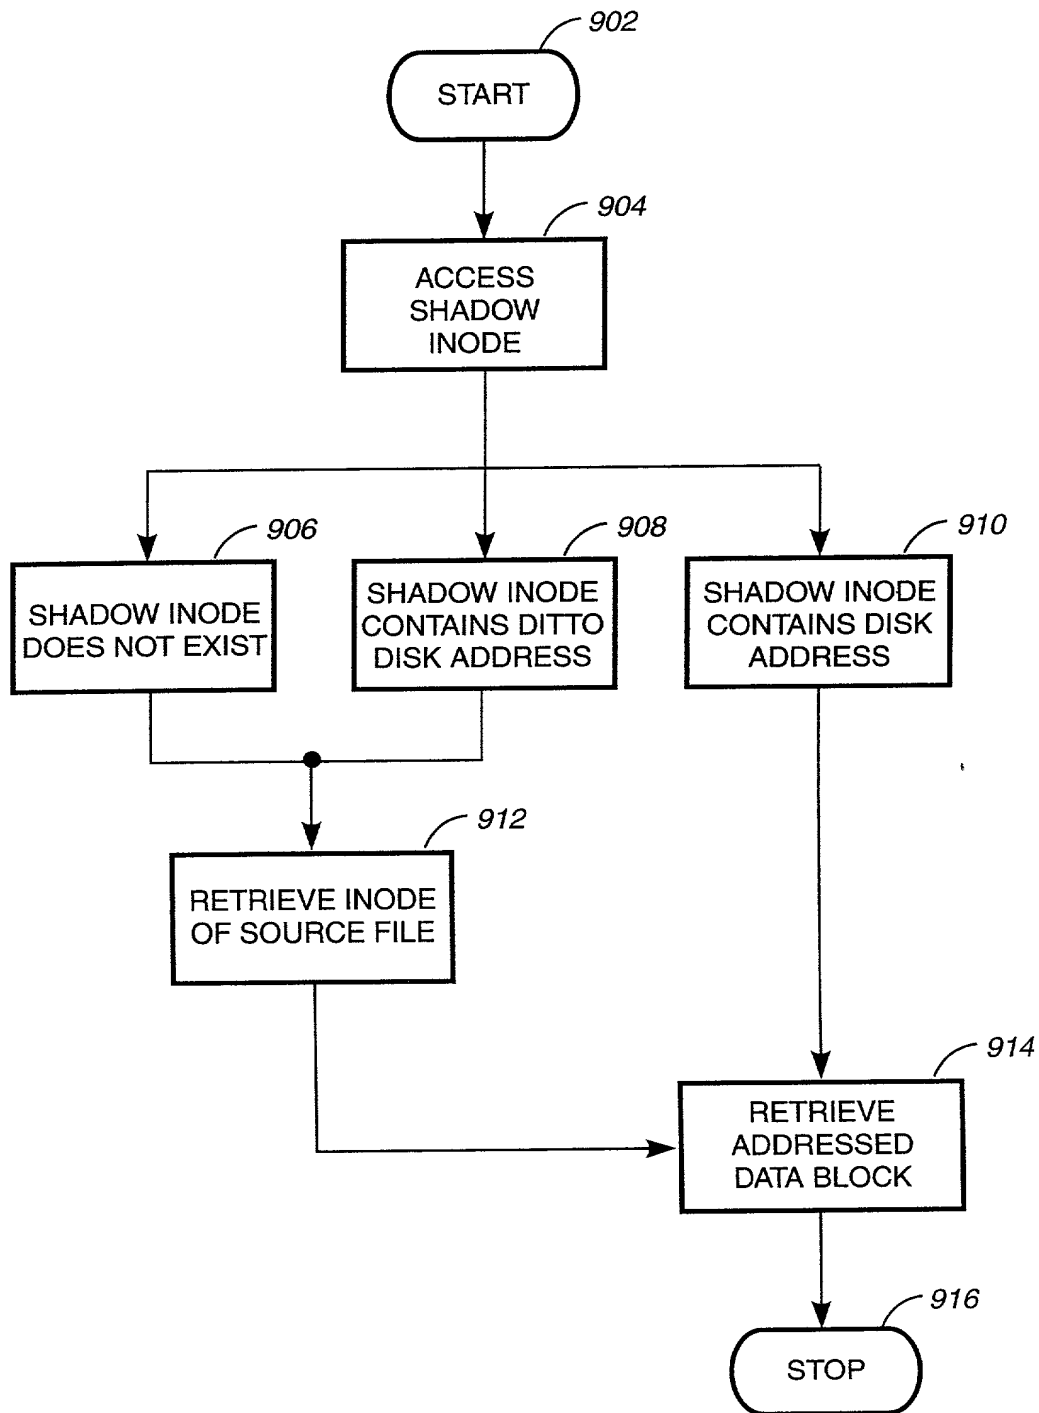 902
START
904
ACCESS
SHADOW
INODE
906
SHADOW INODE
DOES NOT EXIST
908
SHADOW INODE
CONTAINS DITTO
DISK ADDRESS
910
SHADOW INODE
CONTAINS DISK
ADDRESS
912
RETRIEVE INODE
OF SOURCE FILE
914
RETRIEVE
ADDRESSED
DATA BLOCK
916
STOP